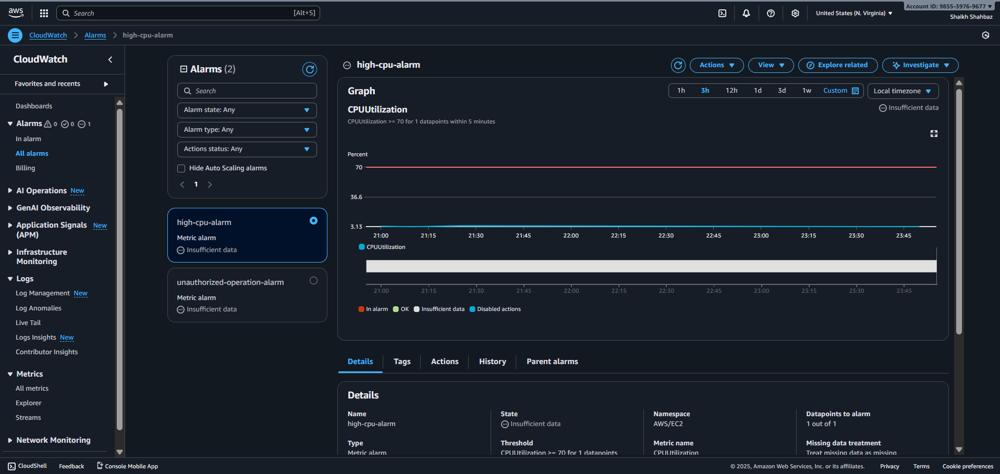 aws
Search [Alt+S]
United States (N. Virginia)
Account ID: 9855-3976-9677
Shaikh Shahbaz
CloudWatch
Alarms
high-cpu-alarm
CloudWatch
Favorites and recents
Dashboards
Alarms 0 0 1
In alarm
All alarms
Billing
AI Operations New
GenAI Observability
Application Signals New
(APM)
Infrastructure
Monitoring
Logs
Log Management New
Log Anomalies
Live Tail
Logs Insights New
Contributor Insights
Metrics
All metrics
Explorer
Streams
Network Monitoring
Alarms (2)
Search
Alarm state: Any
Alarm type: Any
Actions status: Any
Hide Auto Scaling alarms
1
high-cpu-alarm
Metric alarm
Insufficient data
unauthorized-operation-alarm
Metric alarm
Insufficient data
high-cpu-alarm
Actions
View
Explore related
Investigate
Graph
1h 3h 12h 1d 3d 1w Custom
Local timezone
CPUUtilization
Insufficient data
CPUUtilization >= 70 for 1 datapoints within 5 minutes
Percent
70
36.6
3.13
21:00 21:15 21:30 21:45 22:00 22:15 22:30 22:45 23:00 23:15 23:30 23:45
CPUUtilization
21:00 21:15 21:30 21:45 22:00 22:15 22:30 22:45 23:00 23:15 23:30 23:45
In alarm OK Insufficient data Disabled actions
Details Tags Actions History Parent alarms
Details
Name
high-cpu-alarm
Type
Metric alarm
State
Insufficient data
Threshold
CPUUtilization >= 70 for 1 datapoints
Namespace
AWS/EC2
Metric name
CPUUtilization
Datapoints to alarm
1 out of 1
Missing data treatment
Treat missing data as missing
CloudShell Feedback Console Mobile App
© 2025, Amazon Web Services, Inc. or its affiliates. Privacy Terms Cookie preferences